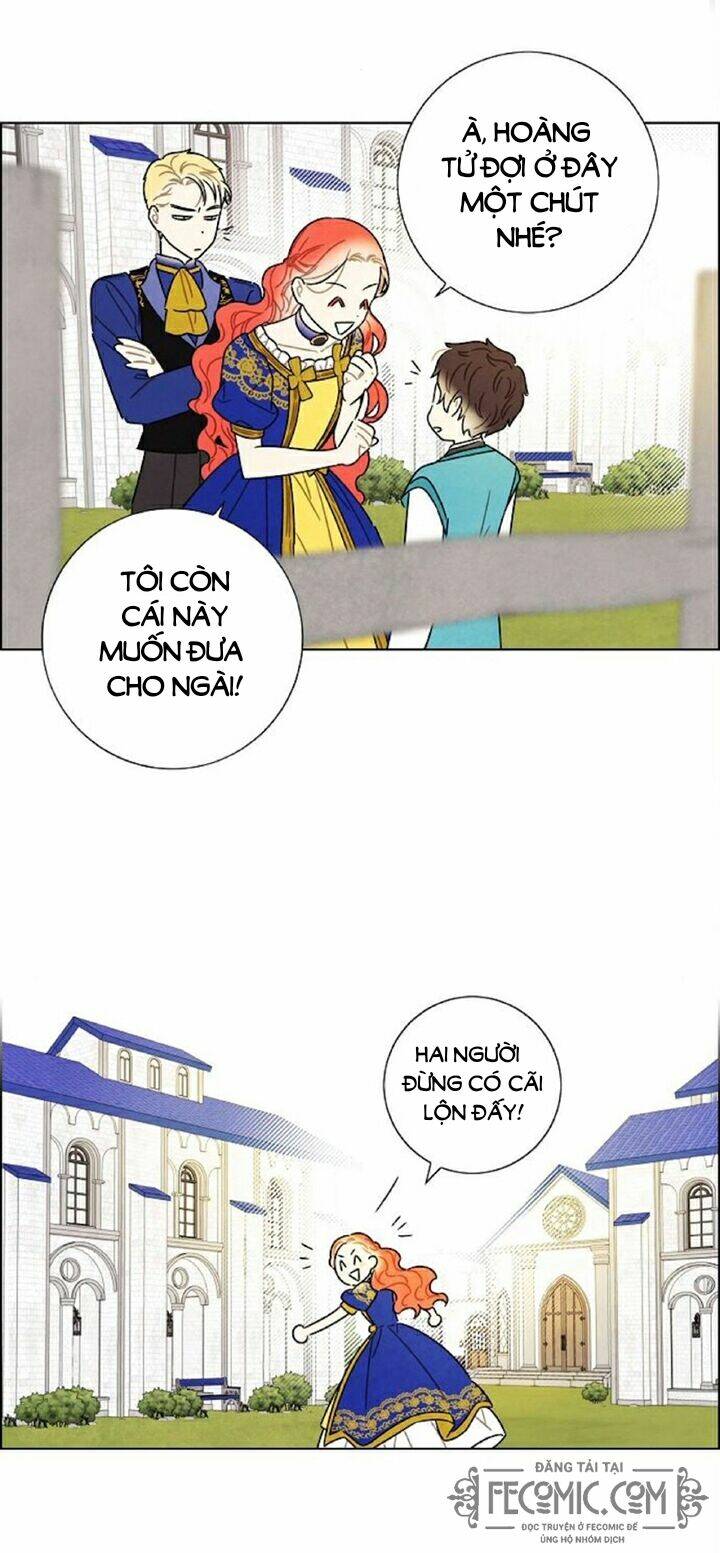 À, HOÀNG
TỬ ĐỢI Ở ĐÂY
MỘT CHÚT
NHÉ?
TÔI CÒN
CÁI NÀY
MUỐN ĐƯA
CHO NGÀI!
HAI NGƯỜI
ĐỪNG CÓ CÃI
LỘN ĐẤY!
ĐĂNG TẢI TẠI
FECOMIC.COM
ĐỌC TRUYỆN Ở FECOMIC ĐỂ
ỦNG HỘ NHÓM DỊCH